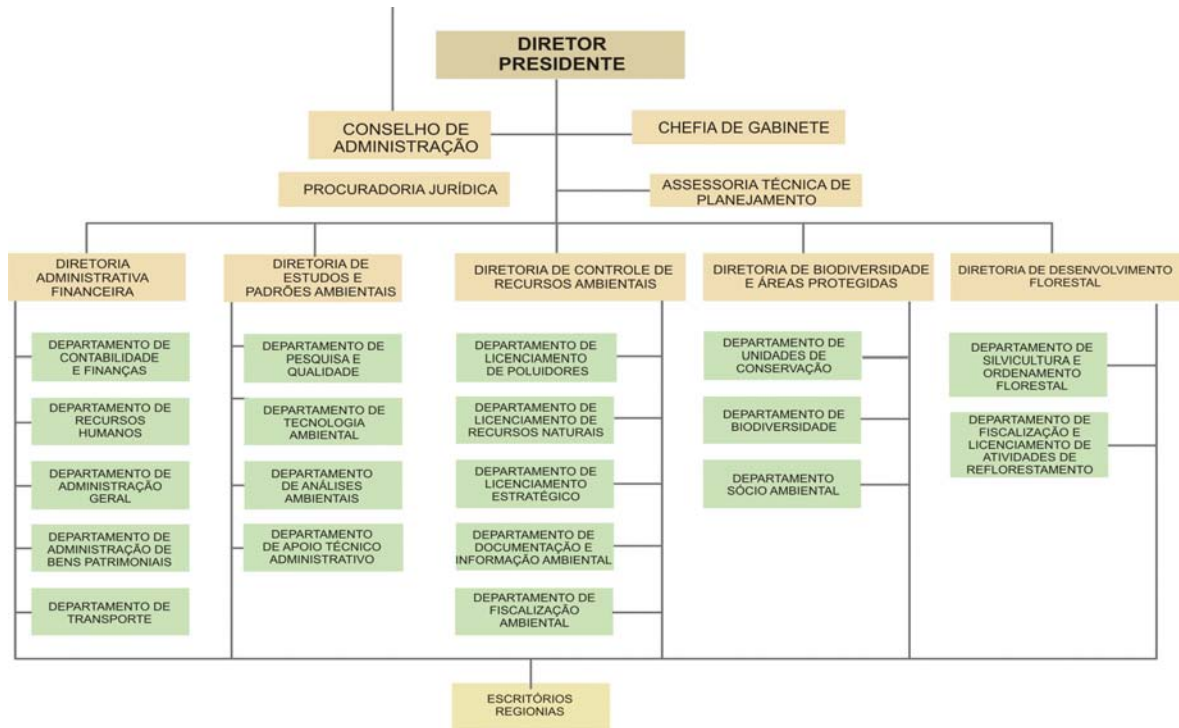 DIRETOR
PRESIDENTE
CONSELHO DE
ADMINISTRAÇÃO
CHEFIA DE GABINETE
PROCURADORIA JURÍDICA
ASSESSORIA TÉCNICA DE
PLANEJAMENTO
DIRETORIA
ADMINISTRATIVA
FINANCEIRA
DIRETORIA DE
ESTUDOS E
PADRÕES AMBIENTAIS
DIRETORIA DE CONTROLE DE
RECURSOS AMBIENTAIS
DIRETORIA DE BIODIVERSIDADE
E ÁREAS PROTEGIDAS
DIRETORIA DE DESENVOLVIMENTO
FLORESTAL
DEPARTAMENTO DE
CONTABILIDADE
E FINANÇAS
DEPARTAMENTO DE
RECURSOS
HUMANOS
DEPARTAMENTO
DE ADMINISTRAÇÃO
GERAL
DEPARTAMENTO DE
ADMINISTRAÇÃO DE
BENS PATRIMONIAIS
DEPARTAMENTO DE
TRANSPORTE
DEPARTAMENTO DE
PESQUISA E
QUALIDADE
DEPARTAMENTO DE
TECNOLOGIA
AMBIENTAL
DEPARTAMENTO
DE ANÁLISES
AMBIENTAIS
DEPARTAMENTO
DE APOIO TÉCNICO
ADMINISTRATIVO
DEPARTAMENTO DE
LICENCIAMENTO
DE POLUIDORES
DEPARTAMENTO DE
LICENCIAMENTO DE
RECURSOS NATURAIS
DEPARTAMENTO DE
LICENCIAMENTO
ESTRATÉGICO
DEPARTAMENTO DE
DOCUMENTAÇÃO E
INFORMAÇÃO AMBIENTAL
DEPARTAMENTO DE
FISCALIZAÇÃO
AMBIENTAL
DEPARTAMENTO DE
UNIDADES DE
CONSERVAÇÃO
DEPARTAMENTO DE
BIODIVERSIDADE
DEPARTAMENTO
SÓCIO AMBIENTAL
DEPARTAMENTO DE
SILVICULTURA E
ORDENAMENTO
FLORESTAL
DEPARTAMENTO DE
FISCALIZAÇÃO E
LICENCIAMENTO DE
ATIVIDADES DE
REFLORESTAMENTO
ESCRITÓRIOS
REGIONIAS